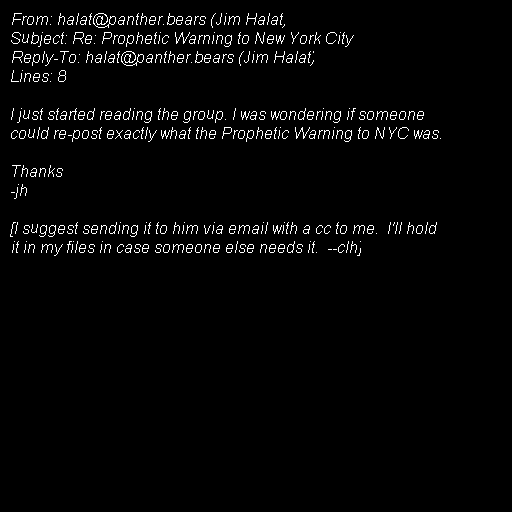 From: halat@panther.bears (Jim Halat,
Subject: Re: Prophetic Warning to New York City
Reply-To: halat@panther.bears (Jim Halat;
Lines: 8

I just started reading the group. I was wondering if someone
could re-post exactly what the Prophetic Warning to NYC was.

Thanks
-jh

[I suggest sending it to him via email with a cc to me.  I'll hold
it in my files in case someone else needs it.  --clh;